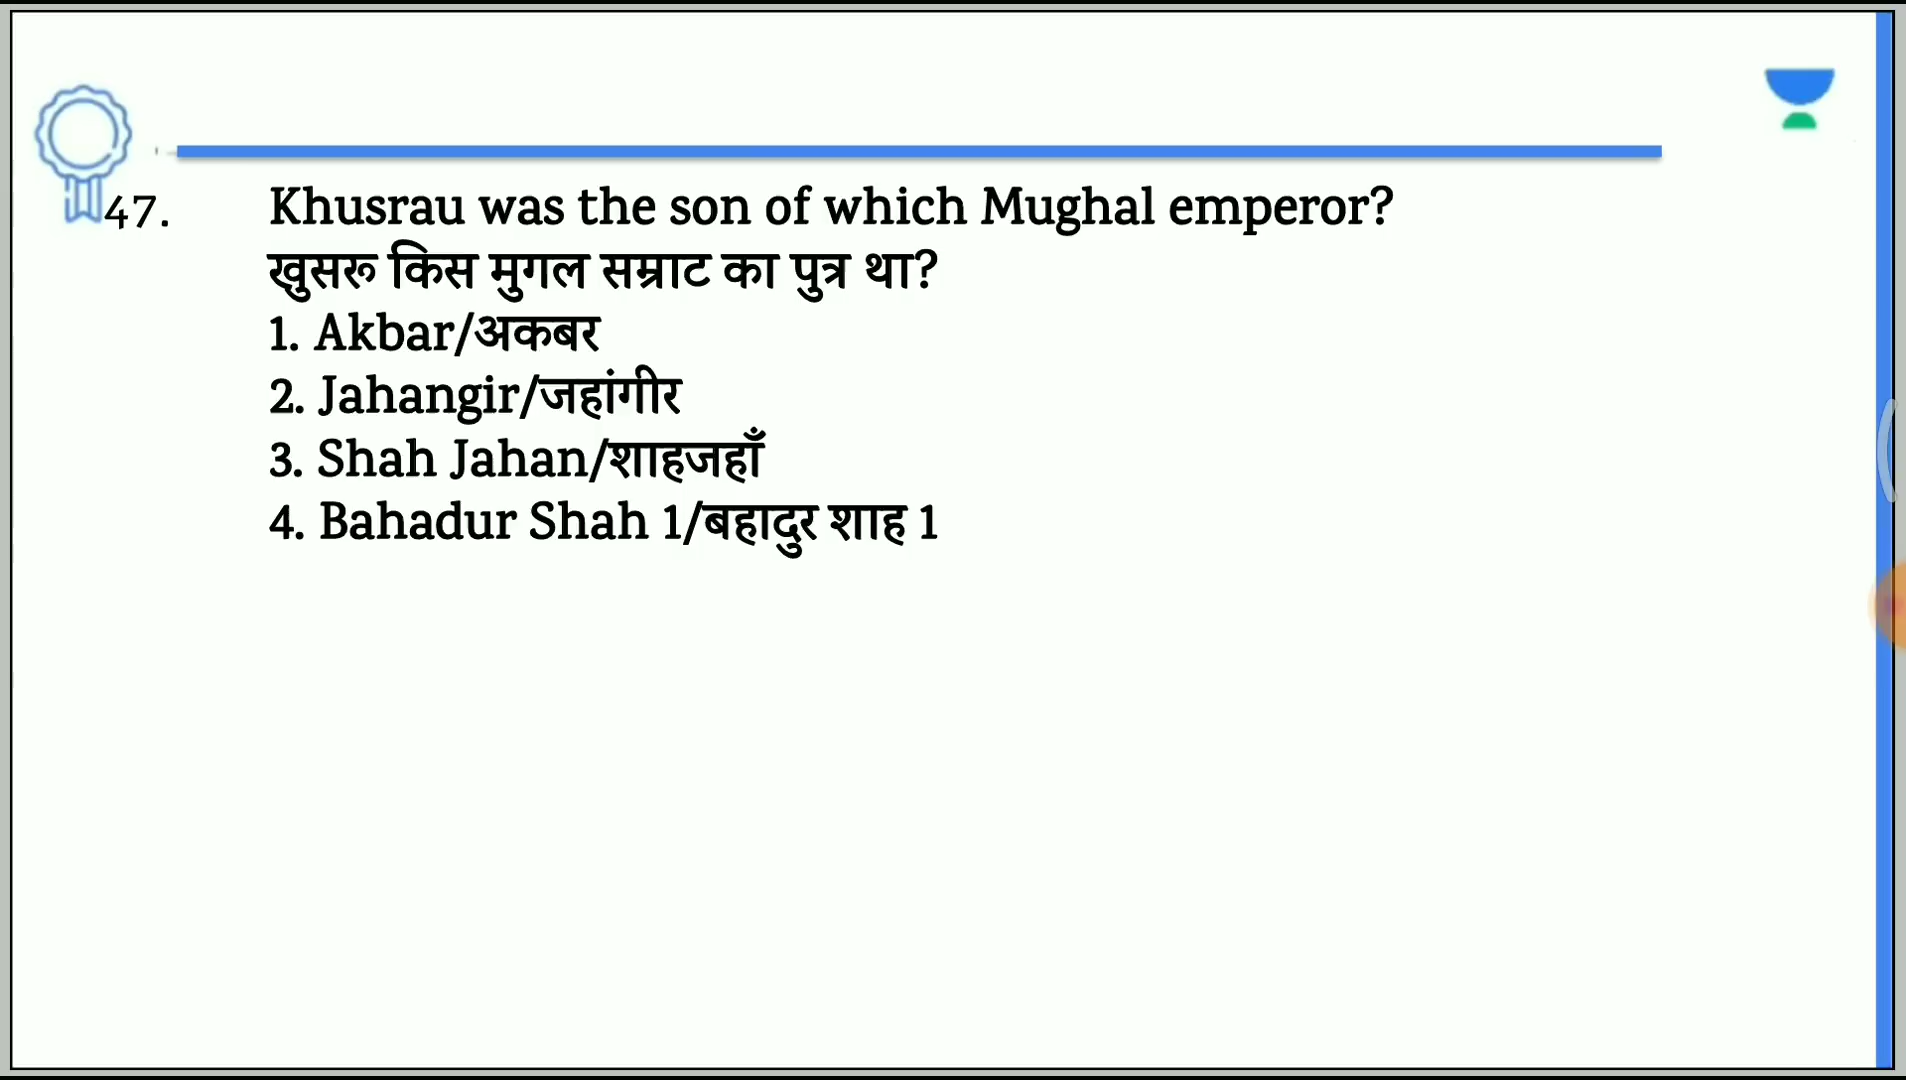 47. Khusrau was the son of which Mughal emperor?
खुसरू किस मुगल सम्राट का पुत्र था?
1. Akbar/अकबर
2. Jahangir/जहांगीर
3. Shah Jahan/शाहजहाँ
4. Bahadur Shah 1/बहादुर शाह 1